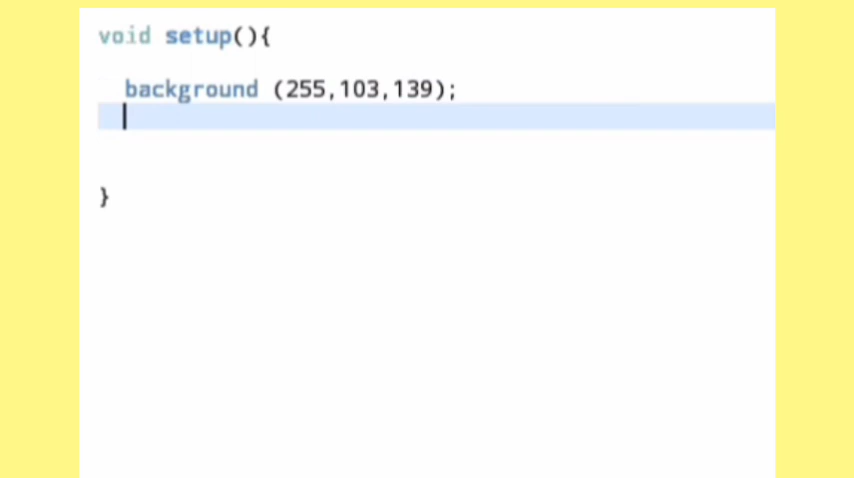 void setup(){
background (255,103,139);
}